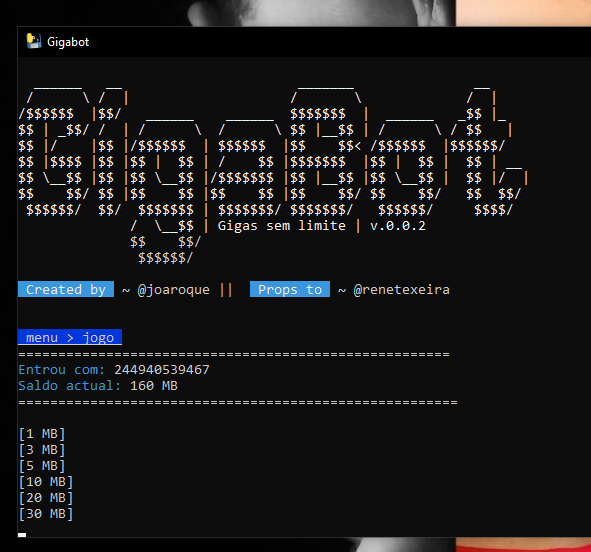 Gigabot
GigaBot
| Gigas sem limite | v.0.0.2
Created by ~ @joaroque || Props to ~ @renetexeira
menu > jogo
======================================================
Entrou com: 244940539467
Saldo actual: 160 MB
=======================================================
[1 MB]
[3 MB]
[5 MB]
[10 MB]
[20 MB]
[30 MB]